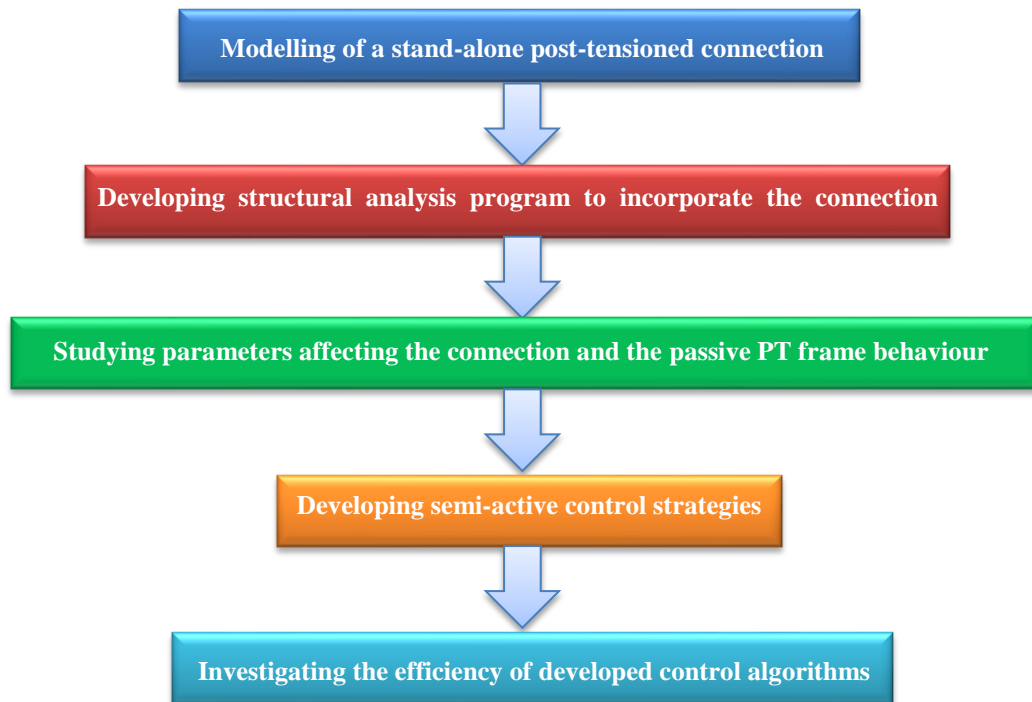 Modelling of a stand-alone post-tensioned connection
Developing structural analysis program to incorporate the connection
Studying parameters affecting the connection and the passive PT frame behaviour
Developing semi-active control strategies
Investigating the efficiency of developed control algorithms